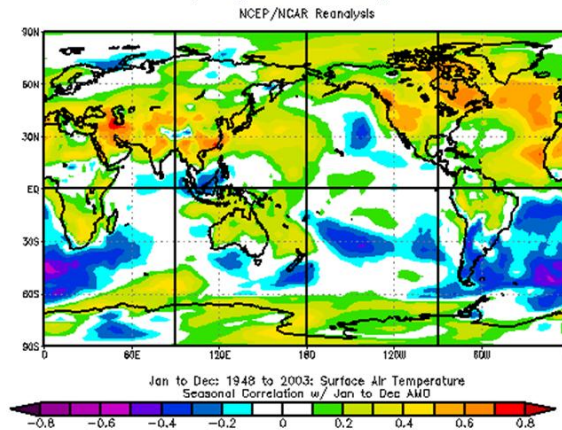 NCEP/NCAR Reanalysis
90N
60N
30N
EQ
30S
60S
90S
0 60E 120E 180 120W 60W
Jan to Dec: 1948 to 2003: Surface Air Temperature
Seasonal Correlation w/ Jan to Dec AMO
-0.8 -0.6 -0.4 -0.2 0 0.2 0.4 0.6 0.8